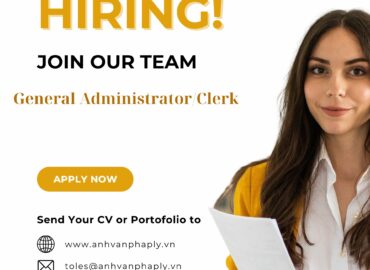 HIRING!
JOIN OUR TEAM
General Administrator/Clerk
APPLY NOW
Send Your CV or Portofolio to
www.anhvanphaply.vn
toles@anhvanphaply.vn